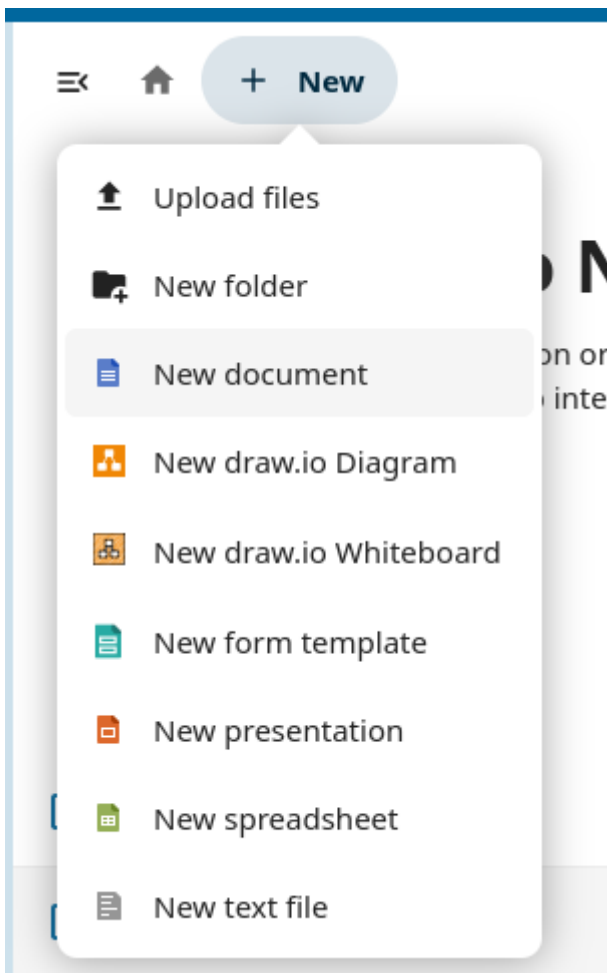 New
Upload files
New folder
New document
New draw.io Diagram
New draw.io Whiteboard
New form template
New presentation
New spreadsheet
New text file